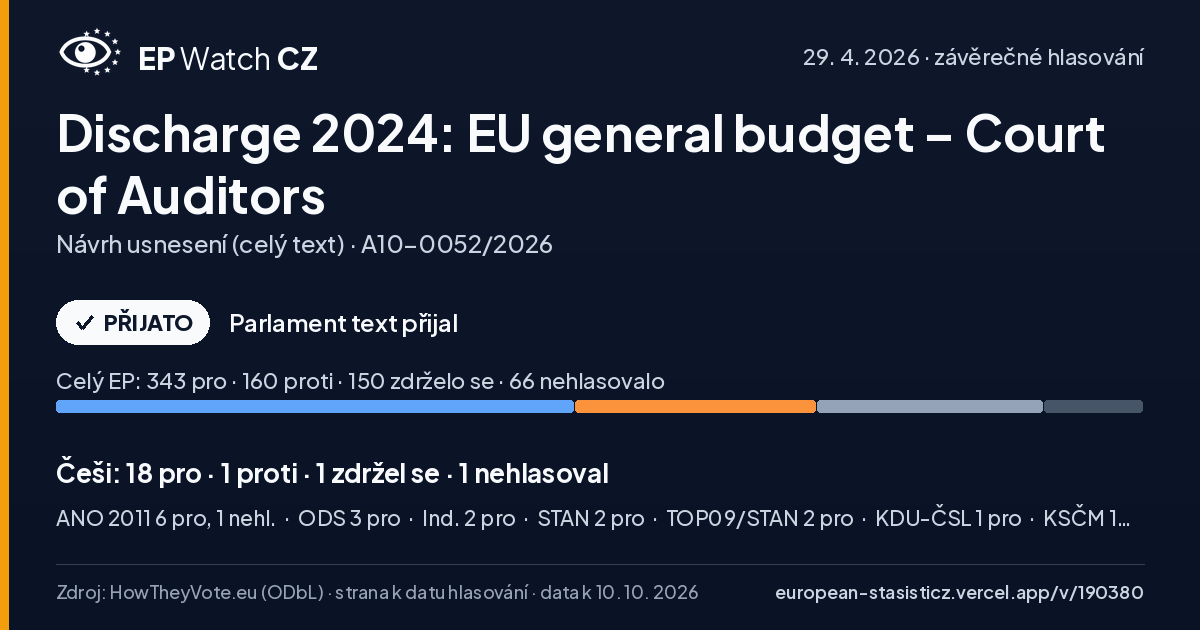 EP Watch CZ
29. 4. 2026 · závěrečné hlasování
Discharge 2024: EU general budget – Court
of Auditors
Návrh usnesení (celý text) · A10-0052/2026
✓ PŘIJATO
Parlament text přijal
Celý EP: 343 pro · 160 proti · 150 zdrželo se · 66 nehlasovalo
Češi: 18 pro · 1 proti · 1 zdržel se · 1 nehlasoval
ANO 2011 6 pro, 1 nehl. · ODS 3 pro · Ind. 2 pro · STAN 2 pro · TOP09/STAN 2 pro · KDU-ČSL 1 pro · KSČM 1…
Zdroj: HowTheyVote.eu (ODbL) · strana k datu hlasování · data k 10. 10. 2026
european-stasisticz.vercel.app/v/190380